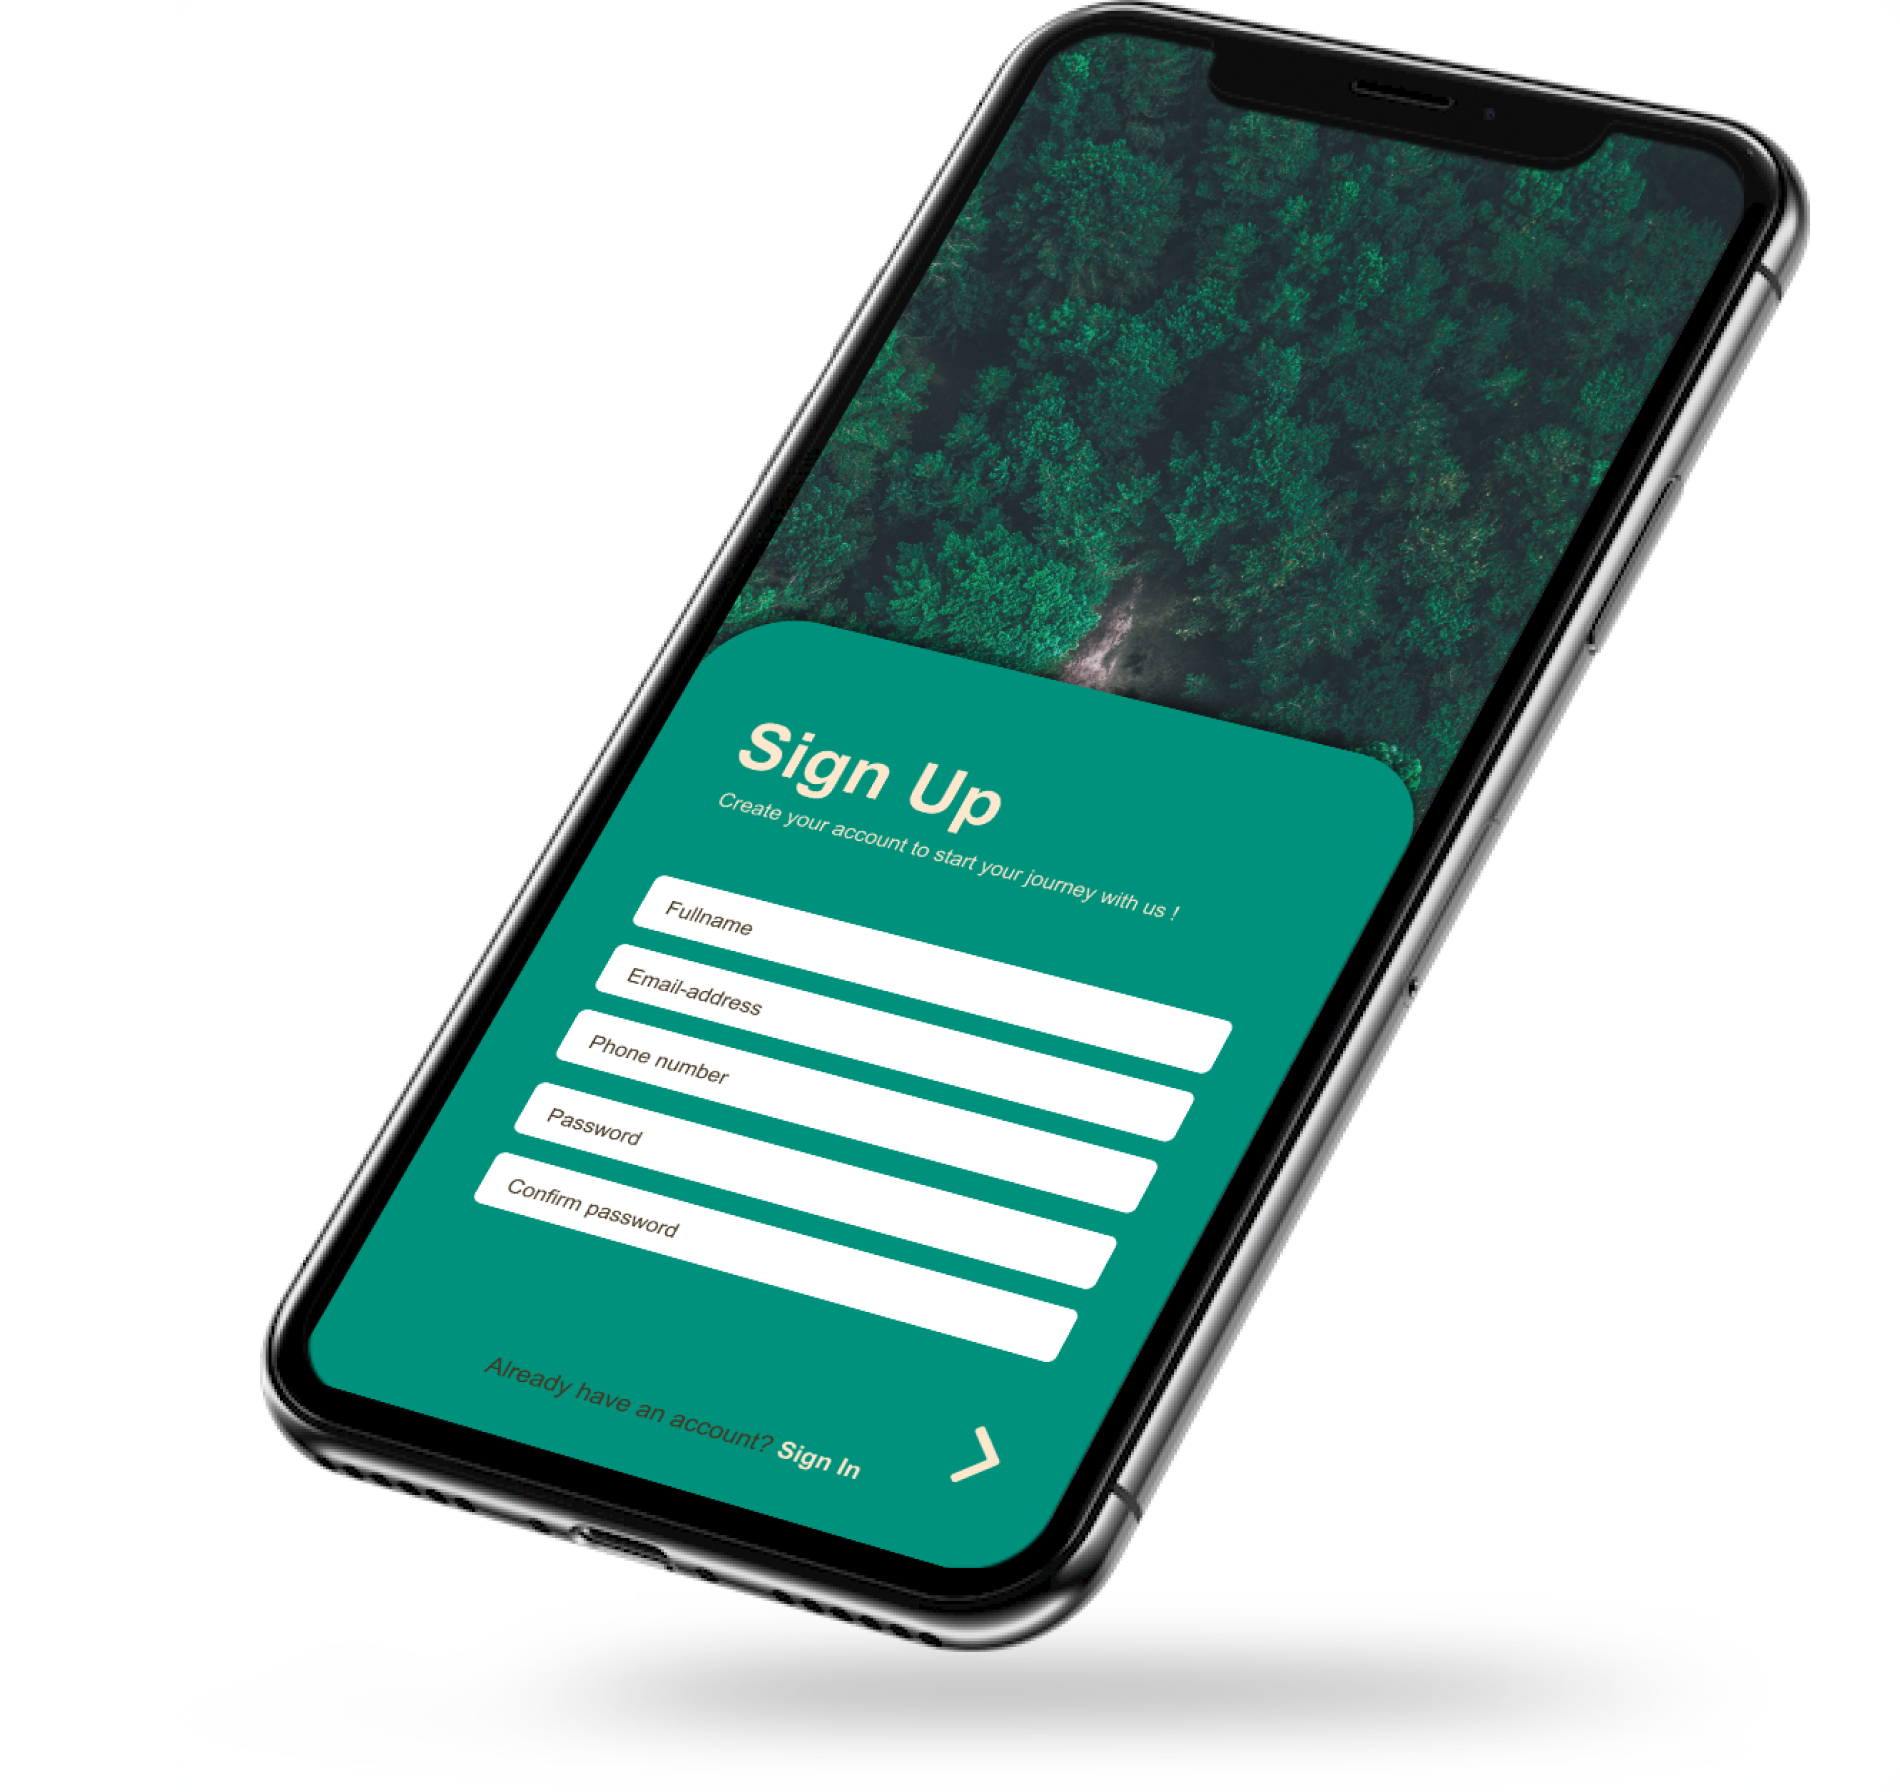 Sign Up
Create your account to start your journey with us !
Fullname
Email-address
Phone number
Password
Confirm password
Already have an account? Sign In